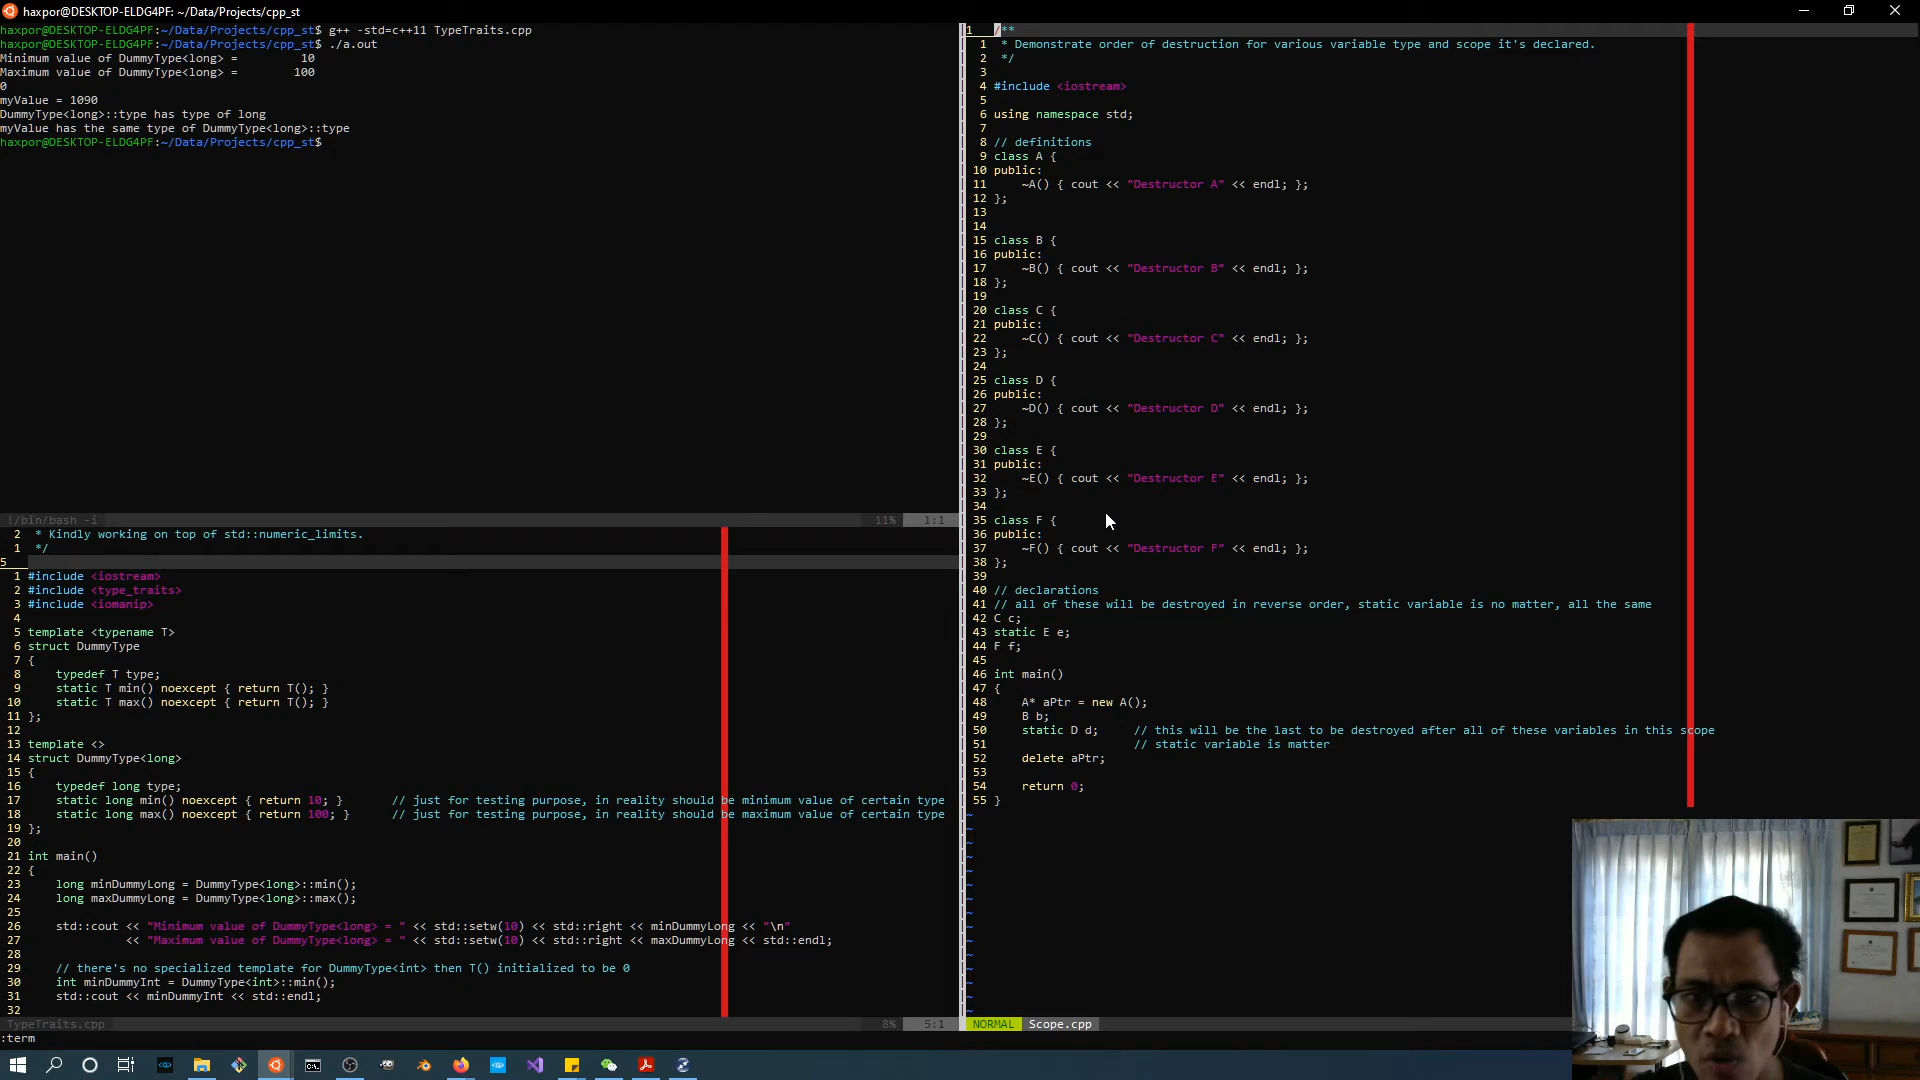 haxpor@DESKTOP-ELDG4PF: ~/Data/Projects/cpp_st
haxpor@DESKTOP-ELDG4PF:~/Data/Projects/cpp_st$ g++ -std=c++11 TypeTraits.cpp
haxpor@DESKTOP-ELDG4PF:~/Data/Projects/cpp_st$ ./a.out
Minimum value of DummyType<long> =         10
Maximum value of DummyType<long> =        100
0
myValue = 1090
DummyType<long>::type has type of long
myValue has the same type of DummyType<long>::type
haxpor@DESKTOP-ELDG4PF:~/Data/Projects/cpp_st$
!/bin/bash -i 11% 1:1
2  * Kindly working on top of std::numeric_limits.
1  */
5
1 #include <iostream>
2 #include <type_traits>
3 #include <iomanip>
4
5 template <typename T>
6 struct DummyType
7 {
8     typedef T type;
9     static T min() noexcept { return T(); }
10     static T max() noexcept { return T(); }
11 };
12
13 template <>
14 struct DummyType<long>
15 {
16     typedef long type;
17     static long min() noexcept { return 10; }       // just for testing purpose, in reality should be minimum value of certain type
18     static long max() noexcept { return 100; }      // just for testing purpose, in reality should be maximum value of certain type
19 };
20
21 int main()
22 {
23     long minDummyLong = DummyType<long>::min();
24     long maxDummyLong = DummyType<long>::max();
25
26     std::cout << "Minimum value of DummyType<long> = " << std::setw(10) << std::right << minDummyLong << "\n"
27               << "Maximum value of DummyType<long> = " << std::setw(10) << std::right << maxDummyLong << std::endl;
28
29     // there's no specialized template for DummyType<int> then T() initialized to be 0
30     int minDummyInt = DummyType<int>::min();
31     std::cout << minDummyInt << std::endl;
32
TypeTraits.cpp 8% 5:1
:term
1 /**
1  * Demonstrate order of destruction for various variable type and scope it's declared.
2  */
3
4 #include <iostream>
5
6 using namespace std;
7
8 // definitions
9 class A {
10 public:
11     ~A() { cout << "Destructor A" << endl; };
12 };
13
14
15 class B {
16 public:
17     ~B() { cout << "Destructor B" << endl; };
18 };
19
20 class C {
21 public:
22     ~C() { cout << "Destructor C" << endl; };
23 };
24
25 class D {
26 public:
27     ~D() { cout << "Destructor D" << endl; };
28 };
29
30 class E {
31 public:
32     ~E() { cout << "Destructor E" << endl; };
33 };
34
35 class F {
36 public:
37     ~F() { cout << "Destructor F" << endl; };
38 };
39
40 // declarations
41 // all of these will be destroyed in reverse order, static variable is no matter, all the same
42 C c;
43 static E e;
44 F f;
45
46 int main()
47 {
48     A* aPtr = new A();
49     B b;
50     static D d;     // this will be the last to be destroyed after all of these variables in this scope
51                     // static variable is matter
52     delete aPtr;
53
54     return 0;
55 }
~
~
~
~
~
~
~
~
~
~
~
~
~
~
NORMAL Scope.cpp